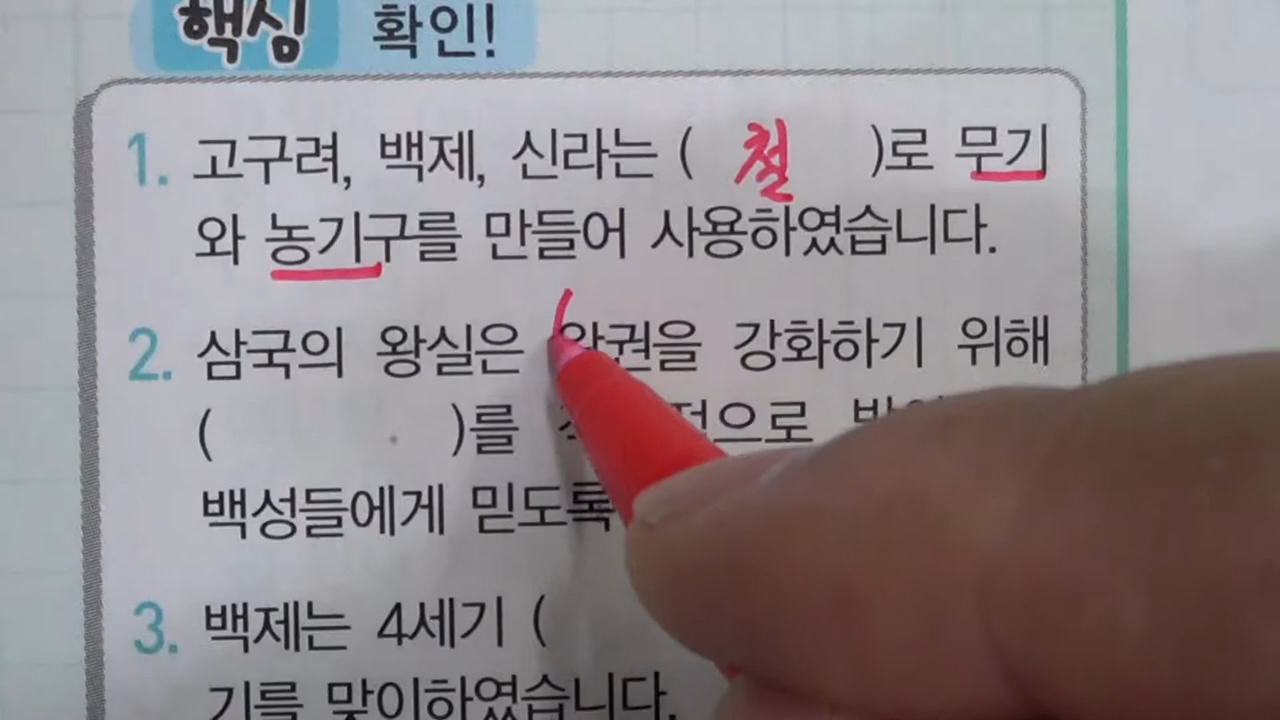 핵심 확인!
1. 고구려, 백제, 신라는 ( 철 )로 무기
와 농기구를 만들어 사용하였습니다.
2. 삼국의 왕실은 왕권을 강화하기 위해
( )를
백성들에게 믿도록
3. 백제는 4세기 (
기를 맞이하였습니다.